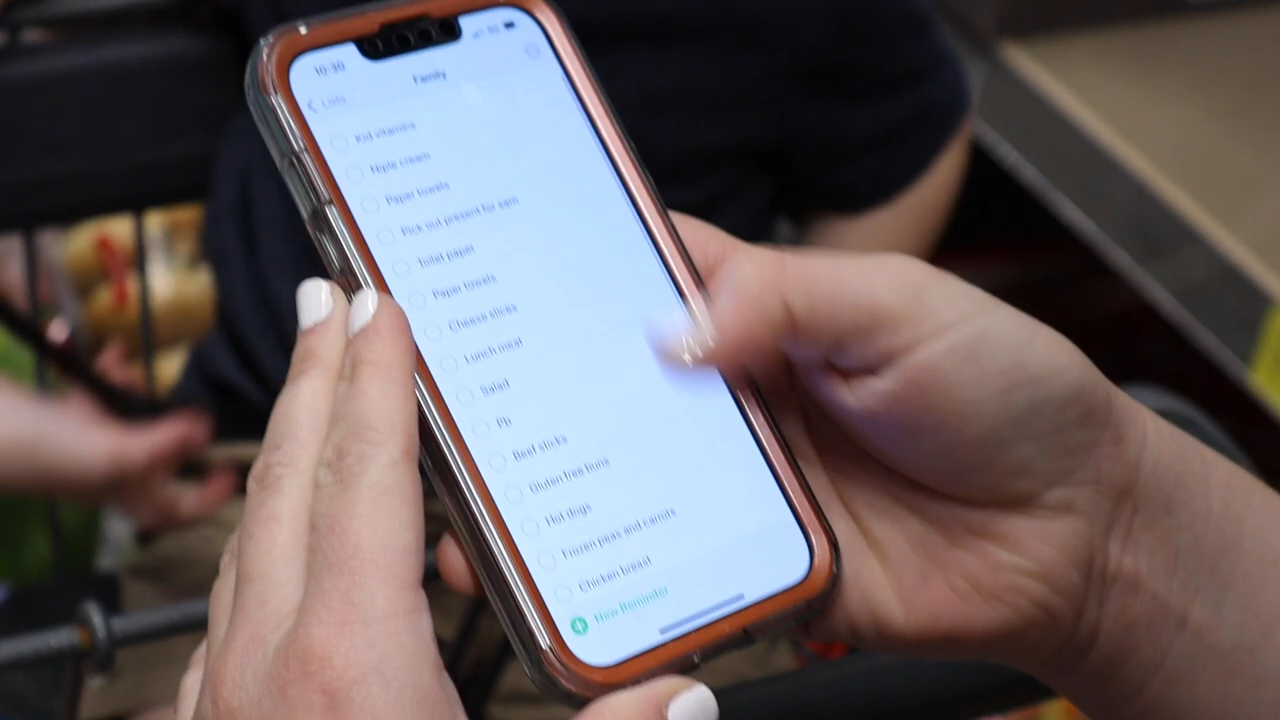 10:30
Family
Lists
Kid vitamins
Niple cream
Paper towels
Pick out present for sam
Toilet paper
Paper towels
Cheese slices
Lunch meat
Salad
Pb
Beef sticks
Gluten free buns
Hot dogs
Frozen peas and carrots
Chicken breast
New Reminder